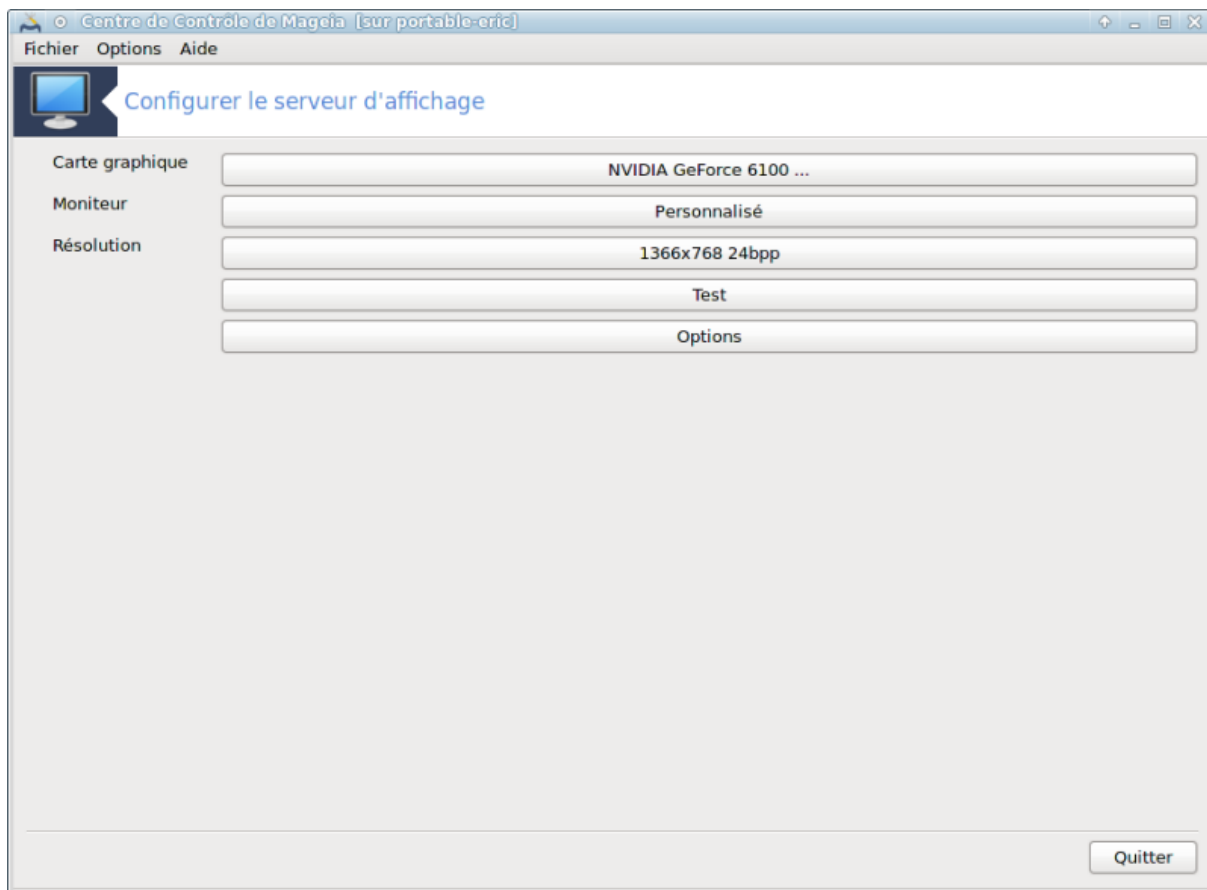 Centre de Contrôle de Mageia [sur portable-eric]
Fichier Options Aide
Configurer le serveur d'affichage
Carte graphique NVIDIA GeForce 6100 ...
Moniteur Personnalisé
Résolution 1366x768 24bpp
Test
Options
Quitter